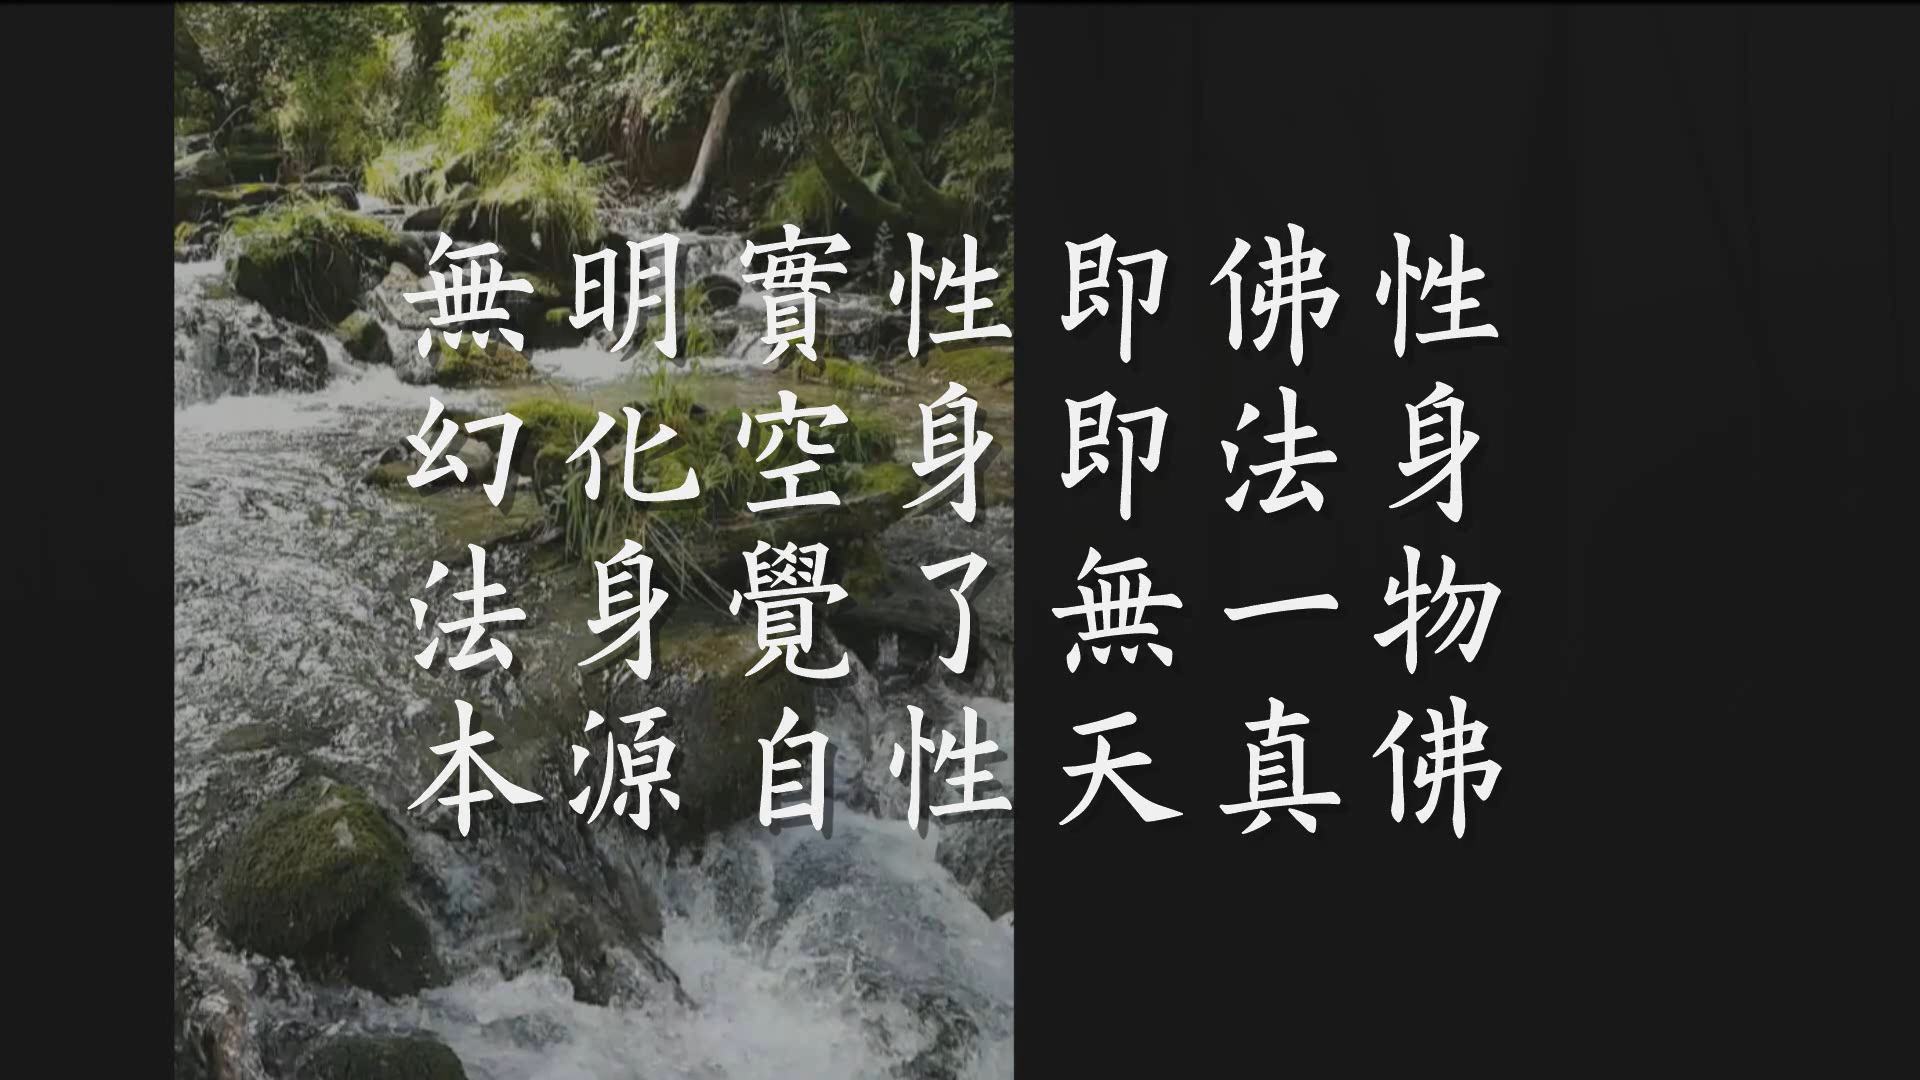 無明實性即佛性
幻化空身即法身
法身覺了無一物
本源自性天真佛